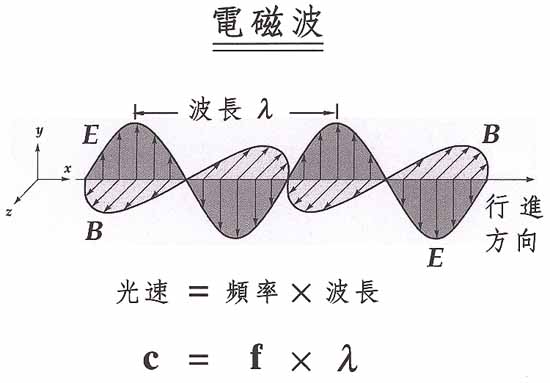 電磁波
波長 λ
E
B
y
x
z
B
E
行進
方向
光速 = 頻率 × 波長
c = f × λ